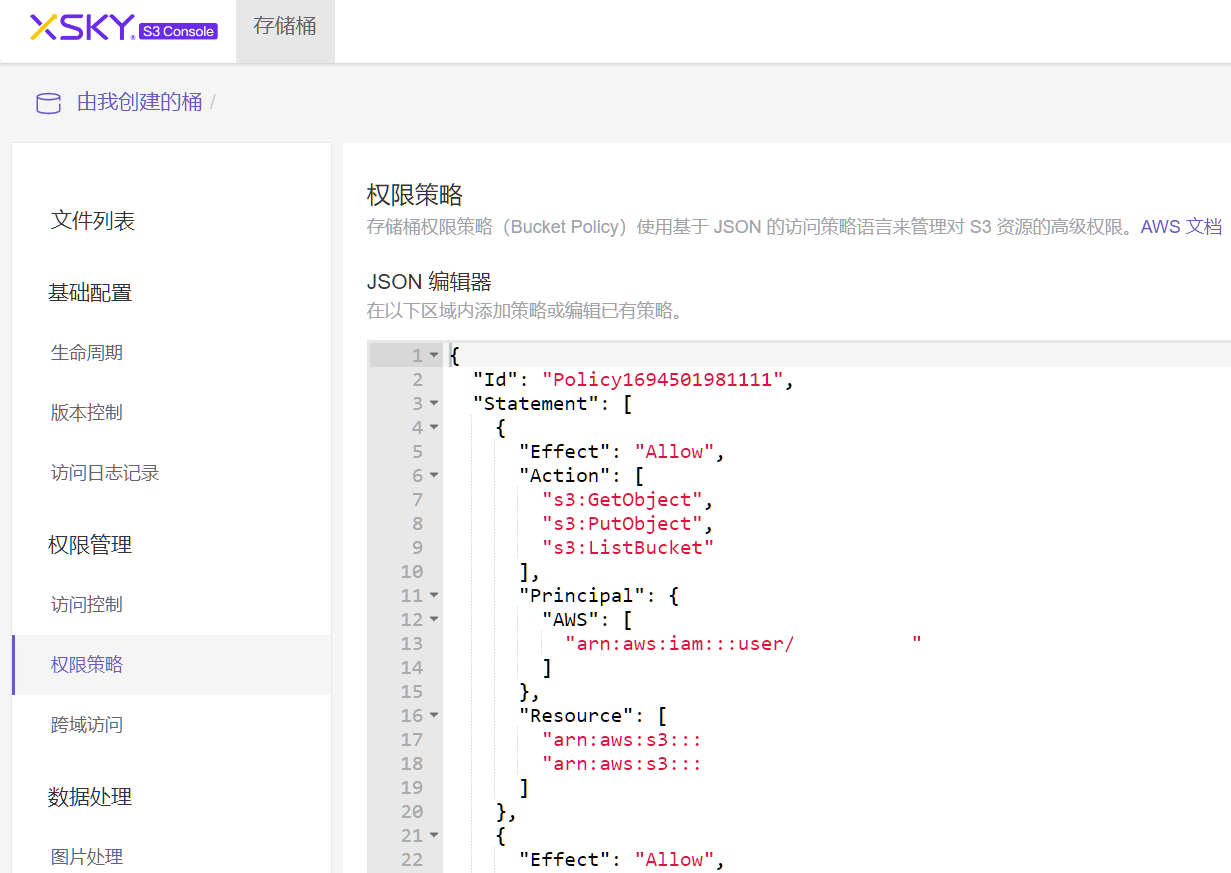 XSKY® S3 Console
存储桶
由我创建的桶 /
文件列表
基础配置
生命周期
版本控制
访问日志记录
权限管理
访问控制
权限策略
跨域访问
数据处理
图片处理
权限策略
存储桶权限策略（Bucket Policy）使用基于 JSON 的访问策略语言来管理对 S3 资源的高级权限。AWS 文档
JSON 编辑器
在以下区域内添加策略或编辑已有策略。
1 {
2 "Id": "Policy1694501981111",
3 "Statement": [
4 {
5 "Effect": "Allow",
6 "Action": [
7 "s3:GetObject",
8 "s3:PutObject",
9 "s3:ListBucket"
10 ],
11 "Principal": {
12 "AWS": [
13 "arn:aws:iam:::user/ "
14 ]
15 },
16 "Resource": [
17 "arn:aws:s3:::
18 "arn:aws:s3:::
19 ]
20 },
21 {
22 "Effect": "Allow",